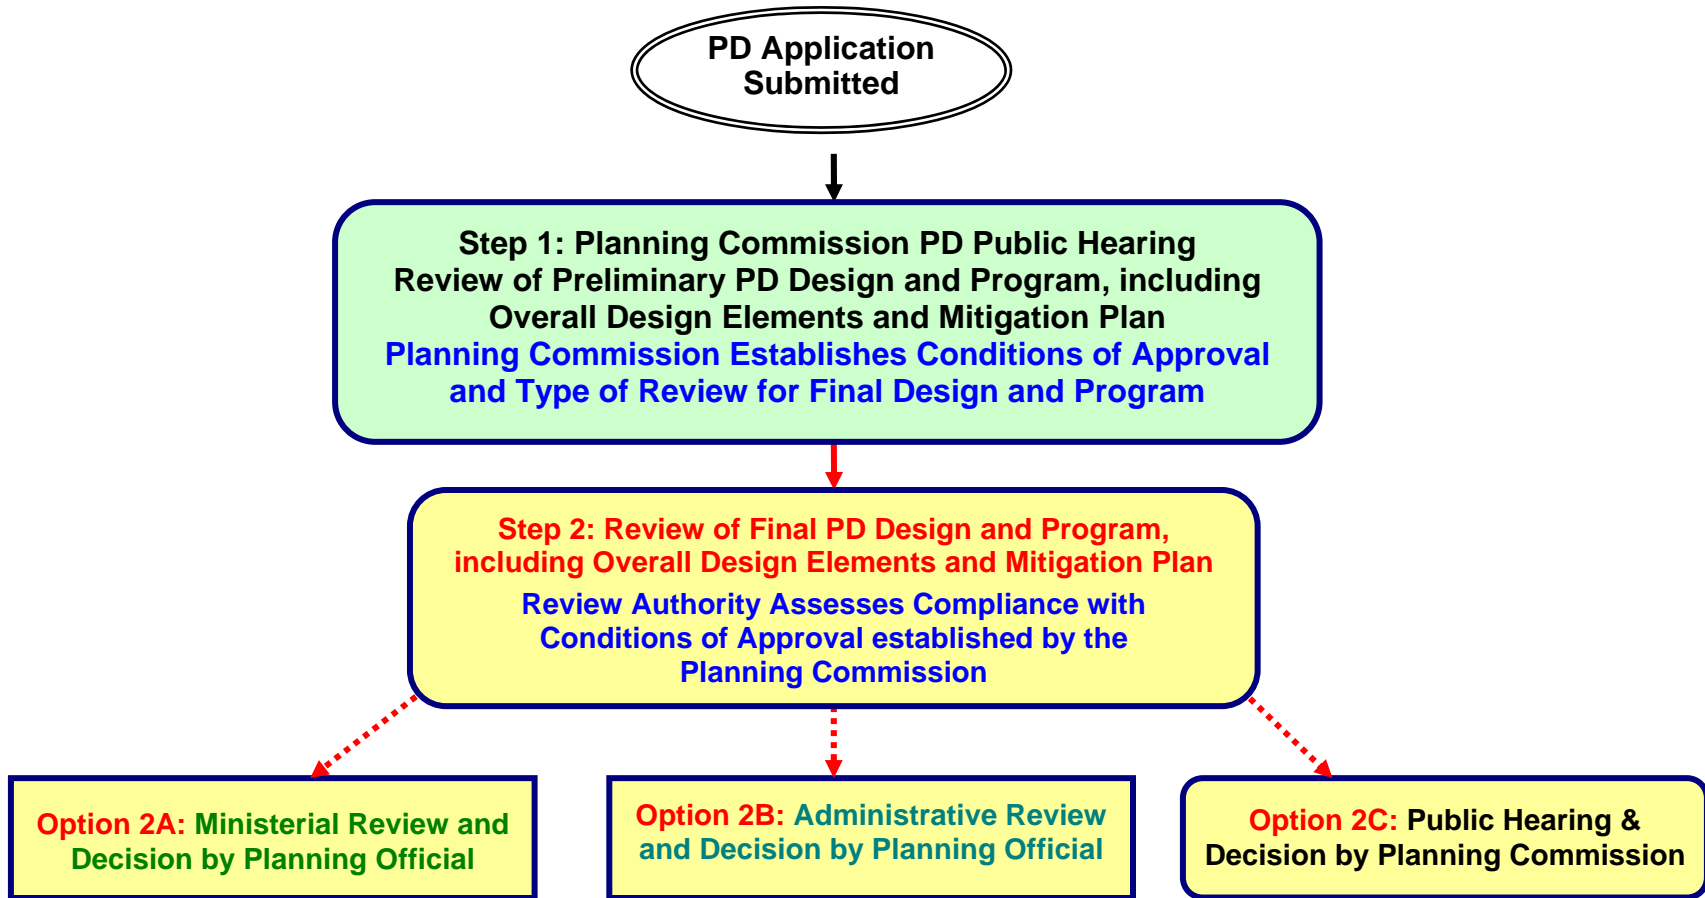 PD Application
Submitted
Step 1: Planning Commission PD Public Hearing
Review of Preliminary PD Design and Program, including
Overall Design Elements and Mitigation Plan
Planning Commission Establishes Conditions of Approval
and Type of Review for Final Design and Program
Step 2: Review of Final PD Design and Program,
including Overall Design Elements and Mitigation Plan
Review Authority Assesses Compliance with
Conditions of Approval established by the
Planning Commission
Option 2A: Ministerial Review and
Decision by Planning Official
Option 2B: Administrative Review
and Decision by Planning Official
Option 2C: Public Hearing &
Decision by Planning Commission